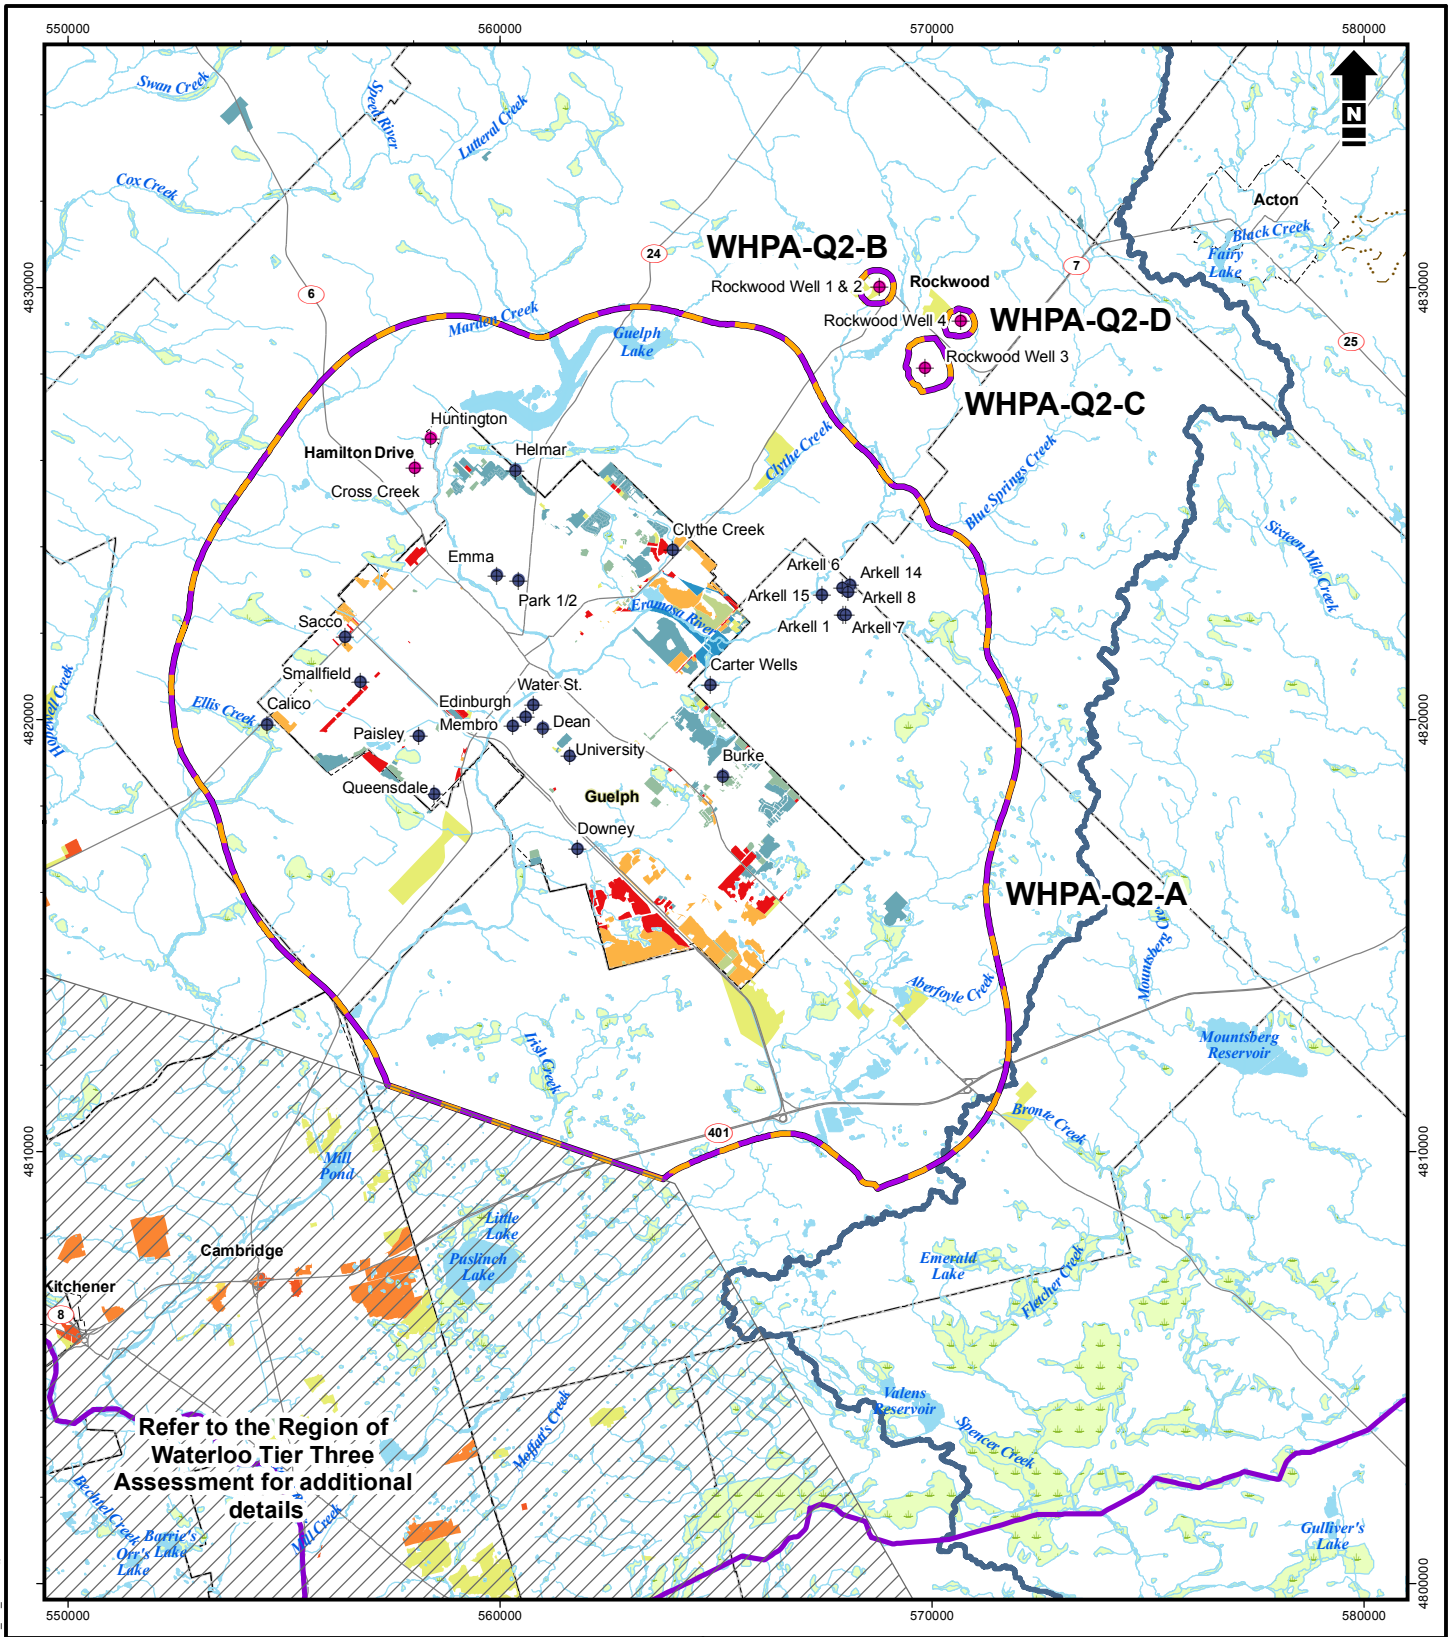 550000
560000
570000
580000
Swan Creek
Speed River
Lutteral Creek
N
Cox Creek
Acton
Black Creek
Fairy
Lake
24
WHPA-Q2-B
7
4830000
4830000
Rockwood Well 1 & 2
Rockwood
6
Rockwood Well 4
WHPA-Q2-D
Marden Creek
Guelph
Lake
25
Rockwood Well 3
WHPA-Q2-C
Huntington
Hamilton Drive
Helmar
Clythe Creek
Cross Creek
Blue Springs Creek
Clythe Creek
Sixteen Mile Creek
Emma
Arkell 6
Arkell 14
Park 1/2
Arkell 15
Arkell 8
Eramosa River
Sacco
Arkell 1
Arkell 7
Carter Wells
Smallfield
Water St.
Hopewell Creek
Ellis Creek
Calico
Edinburgh
4820000
4820000
Membro
Dean
Paisley
University
Burke
Queensdale
Guelph
Downey
WHPA-Q2-A
Mountsberg Cre
Aberfoyle Creek
Irish Creek
Mountsberg
Reservoir
Bronte Creek
401
4810000
4810000
Mill
Pond
Little
Lake
Cambridge
Puslinch
Lake
Emerald
Lake
Fletcher Creek
Kitchener
8
Valens
Reservoir
Refer to the Region of
Waterloo Tier Three
Assessment for additional
details
Moffatt's Creek
Spencer Creek
Bechtel Creek
Barrie's
Lake
Orr's
Lake
Mill Creek
Gulliver's
Lake
4800000
550000
560000
570000
580000